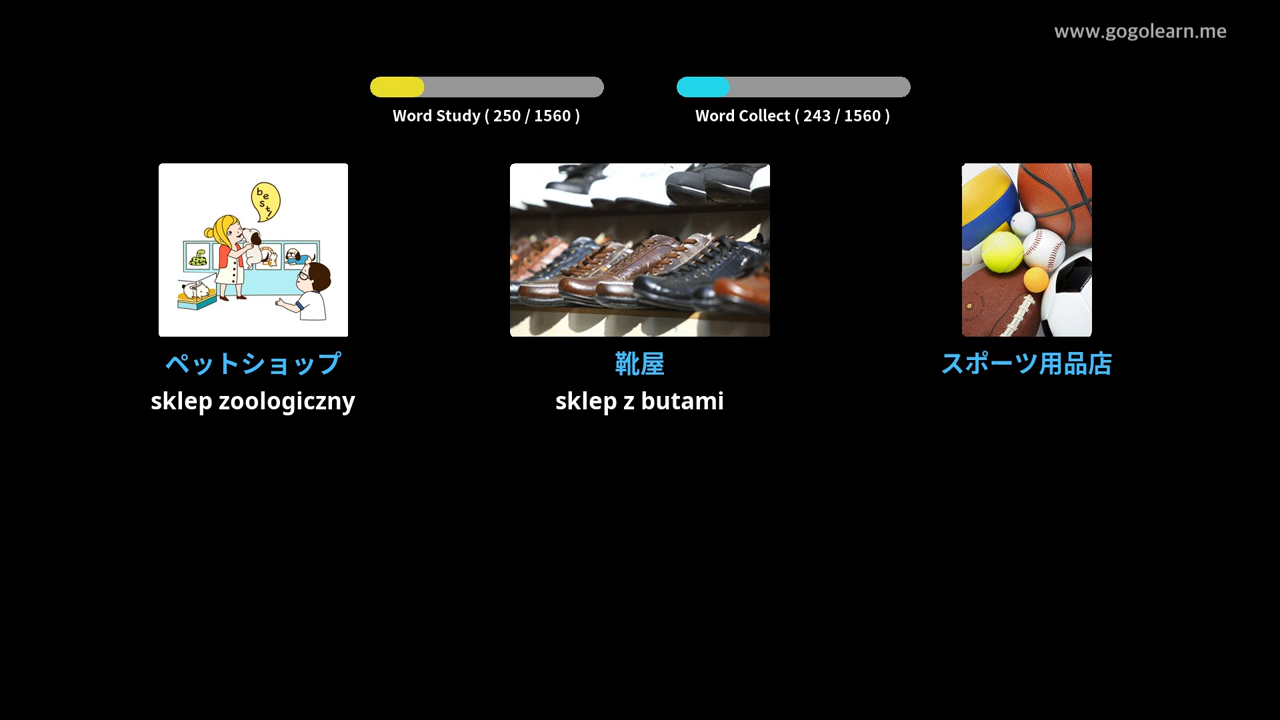 www.gogolearn.me
Word Study ( 250 / 1560 )
Word Collect ( 243 / 1560 )
best,
ペットショップ
靴屋
スポーツ用品店
sklep zoologiczny
sklep z butami